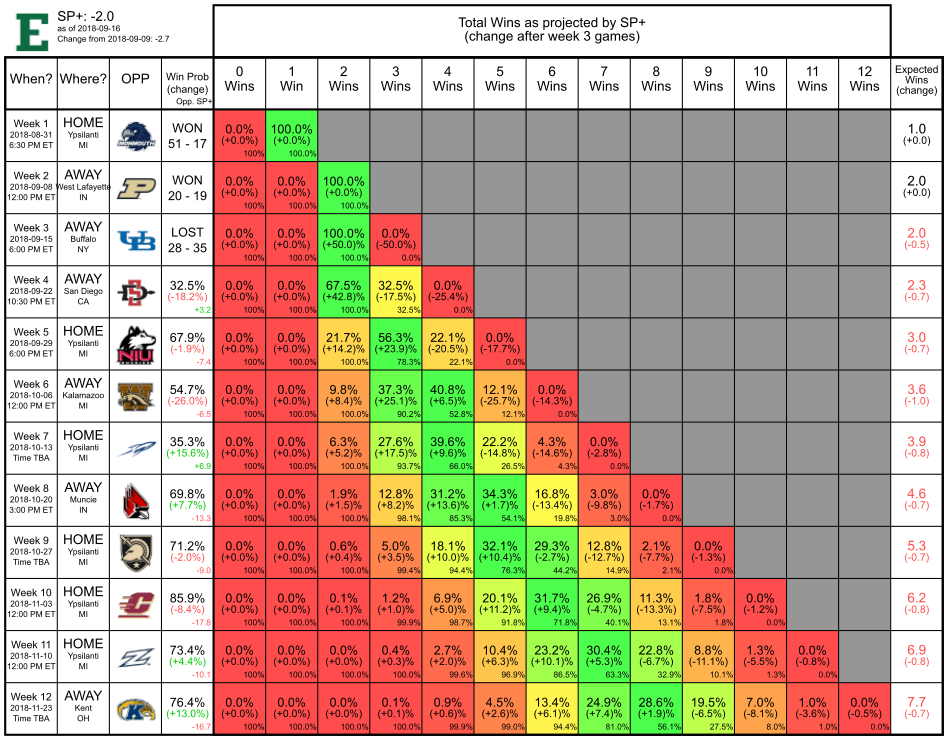 E
SP+: -2.0
as of 2018-09-16
Change from 2018-09-09: -2.7
Total Wins as projected by SP+
(change after week 3 games)
When? Where? OPP Win Prob (change) Opp. SP+ 0 Wins 1 Win 2 Wins 3 Wins 4 Wins 5 Wins 6 Wins 7 Wins 8 Wins 9 Wins 10 Wins 11 Wins 12 Wins Expected Wins (change)
Week 1 HOME
2018-08-31 Ypsilanti MONMOUTH WON 0.0% 100.0% 1.0
6:30 PM ET MI 51 - 17 (+0.0%) (+0.0%) (+0.0)
100% 100.0%
Week 2 AWAY
2018-09-08 West Lafayette P WON 0.0% 0.0% 100.0% 2.0
12:00 PM ET IN 20 - 19 (+0.0%) (+0.0%) (+0.0%) (+0.0)
100% 100.0% 100.0%
Week 3 AWAY
2018-09-15 Buffalo UB LOST 0.0% 0.0% 100.0% 0.0% 2.0
6:00 PM ET NY 28 - 35 (+0.0%) (+0.0%) (+50.0%) (-50.0%) (-0.5)
100% 100.0% 100.0% 0.0%
Week 4 AWAY
2018-09-22 San Diego SD 32.5% 0.0% 0.0% 67.5% 32.5% 0.0% 2.3
10:30 PM ET CA (-18.2%) (+0.0%) (+0.0%) (+42.8%) (-17.5%) (-25.4%) (-0.7)
+3.2 100% 100.0% 100.0% 32.5% 0.0%
Week 5 HOME
2018-09-29 Ypsilanti NIU 67.9% 0.0% 0.0% 21.7% 56.3% 22.1% 0.0% 3.0
6:00 PM ET MI (-1.9%) (+0.0%) (+0.0%) (+14.2%) (+23.9%) (-20.5%) (-17.7%) (-0.7)
-7.4 100% 100.0% 100.0% 78.3% 22.1% 0.0%
Week 6 AWAY
2018-10-06 Kalamazoo W 54.7% 0.0% 0.0% 9.8% 37.3% 40.8% 12.1% 0.0% 3.6
12:00 PM ET MI (-26.0%) (+0.0%) (+0.0%) (+8.4%) (+25.1%) (+6.5%) (-25.7%) (-14.3%) (-1.0)
-6.5 100% 100.0% 100.0% 90.2% 52.8% 12.1% 0.0%
Week 7 HOME
2018-10-13 Ypsilanti 35.3% 0.0% 0.0% 6.3% 27.6% 39.6% 22.2% 4.3% 0.0% 3.9
Time TBA MI (+15.6%) (+0.0%) (+0.0%) (+5.2%) (+17.5%) (+9.6%) (-14.8%) (-14.6%) (-2.8%) (-0.8)
+6.9 100% 100.0% 100.0% 93.7% 66.0% 26.5% 4.3% 0.0%
Week 8 AWAY
2018-10-20 Muncie 69.8% 0.0% 0.0% 1.9% 12.8% 31.2% 34.3% 16.8% 3.0% 0.0% 4.6
3:00 PM ET IN (+7.7%) (+0.0%) (+0.0%) (+1.5%) (+8.2%) (+13.6%) (+1.7%) (-13.4%) (-9.8%) (-1.7%) (-0.7)
-13.3 100% 100.0% 100.0% 98.1% 85.3% 54.1% 19.8% 3.0% 0.0%
Week 9 HOME
2018-10-27 Ypsilanti 71.2% 0.0% 0.0% 0.6% 5.0% 18.1% 32.1% 29.3% 12.8% 2.1% 0.0% 5.3
Time TBA MI (-2.0%) (+0.0%) (+0.0%) (+0.4%) (+3.5%) (+10.0%) (+10.4%) (-2.7%) (-12.7%) (-7.7%) (-1.3%) (-0.7)
-9.0 100% 100.0% 100.0% 99.4% 94.4% 76.3% 44.2% 14.9% 2.1% 0.0%
Week 10 HOME
2018-11-03 Ypsilanti C 85.9% 0.0% 0.0% 0.1% 1.2% 6.9% 20.1% 31.7% 26.9% 11.3% 1.8% 0.0% 6.2
12:00 PM ET MI (-8.4%) (+0.0%) (+0.0%) (+0.1%) (+1.0%) (+5.0%) (+11.2%) (+9.4%) (-4.7%) (-13.3%) (-7.5%) (-1.2%) (-0.8)
-17.8 100% 100.0% 100.0% 99.9% 98.7% 91.8% 71.8% 40.1% 13.1% 1.8% 0.0%
Week 11 HOME
2018-11-10 Ypsilanti Z 73.4% 0.0% 0.0% 0.0% 0.4% 2.7% 10.4% 23.2% 30.4% 22.8% 8.8% 1.3% 0.0% 6.9
12:00 PM ET MI (+4.4%) (+0.0%) (+0.0%) (+0.0%) (+0.3%) (+2.0%) (+6.3%) (+10.1%) (+5.3%) (-6.7%) (-11.1%) (-5.5%) (-0.8%) (-0.8)
-10.1 100% 100.0% 100.0% 100.0% 99.6% 96.9% 86.5% 63.3% 32.9% 10.1% 1.3% 0.0%
Week 12 AWAY
2018-11-23 Kent K 76.4% 0.0% 0.0% 0.0% 0.1% 0.9% 4.5% 13.4% 24.9% 28.6% 19.5% 7.0% 1.0% 0.0% 7.7
Time TBA OH (+13.0%) (+0.0%) (+0.0%) (+0.0%) (+0.1%) (+0.6%) (+2.6%) (+6.1%) (+7.4%) (+1.9%) (-6.5%) (-8.1%) (-3.6%) (-0.5%) (-0.7)
-16.7 100% 100.0% 100.0% 100.0% 99.9% 99.0% 94.4% 81.0% 56.1% 27.5% 8.0% 1.0% 0.0%